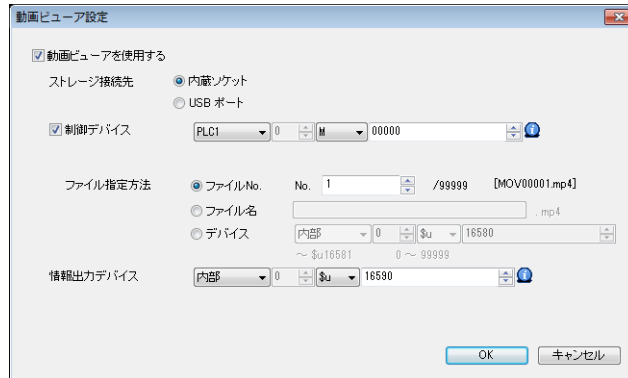 動画ビューア設定
動画ビューアを使用する
ストレージ接続先 内蔵ソケット
USB ポート
制御デバイス PLC1 0 M 00000
ファイル指定方法 ファイルNo. No. 1 /99999 [MOV00001.mp4]
ファイル名 .mp4
デバイス 内部 0 $u 16580
～ $u16581 0 ～ 99999
情報出力デバイス 内部 0 $u 16590
OK キャンセル